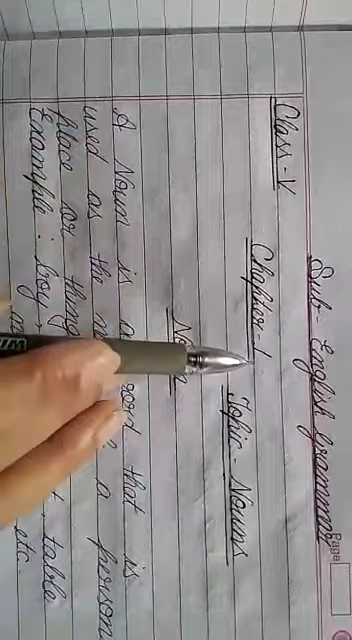 Page
Sub- English Grammar
Class-V
Chapter-1
Topic-Nouns
A Noun is a word that is
used as the a person
place or thing
Example: boy table
etc.